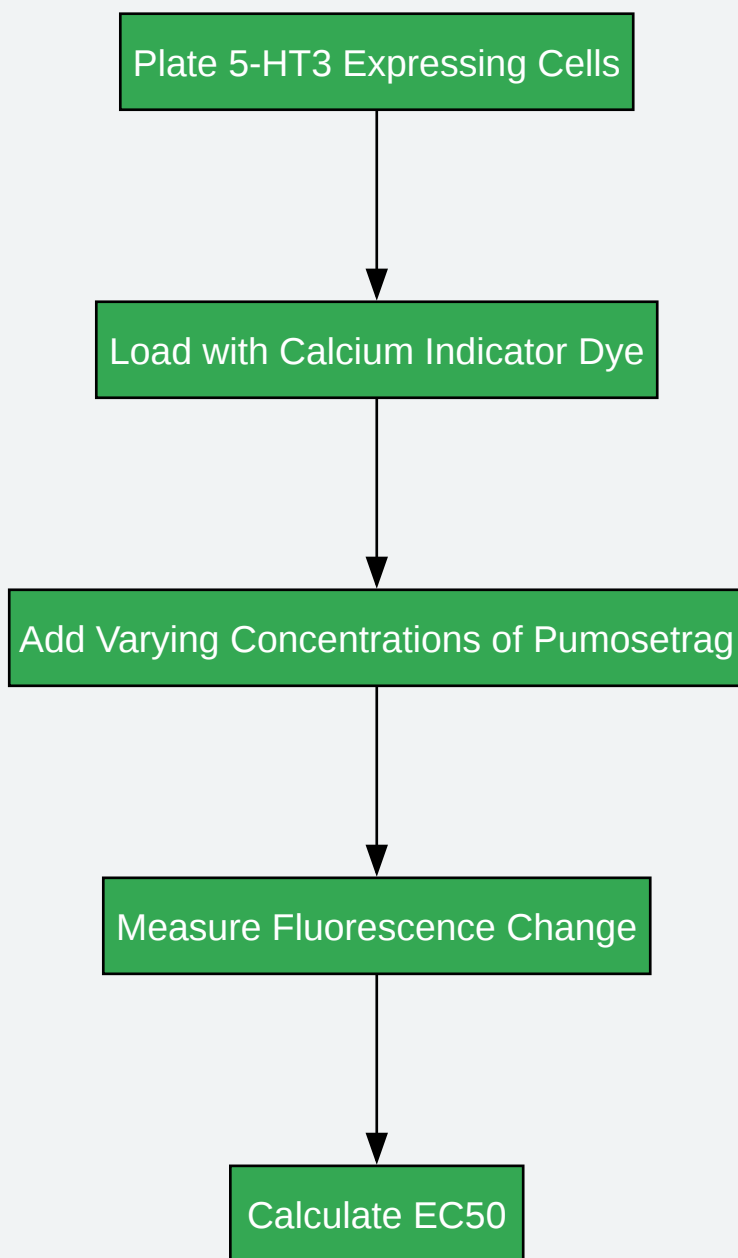 Plate 5-HT3 Expressing Cells
Load with Calcium Indicator Dye
Add Varying Concentrations of Pumosetrag
Measure Fluorescence Change
Calculate EC50